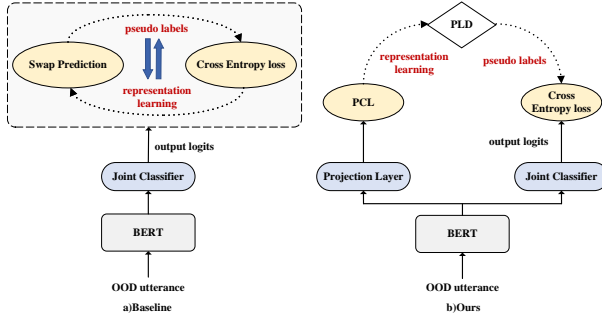 pseudo labels
Swap Prediction
Cross Entropy loss
representation
learning
output logits
Joint Classifier
BERT
OOD utterance
a)Baseline
PLD
representation
learning
pseudo labels
PCL
Cross
Entropy loss
output logits
Projection Layer
Joint Classifier
BERT
OOD utterance
b)Ours